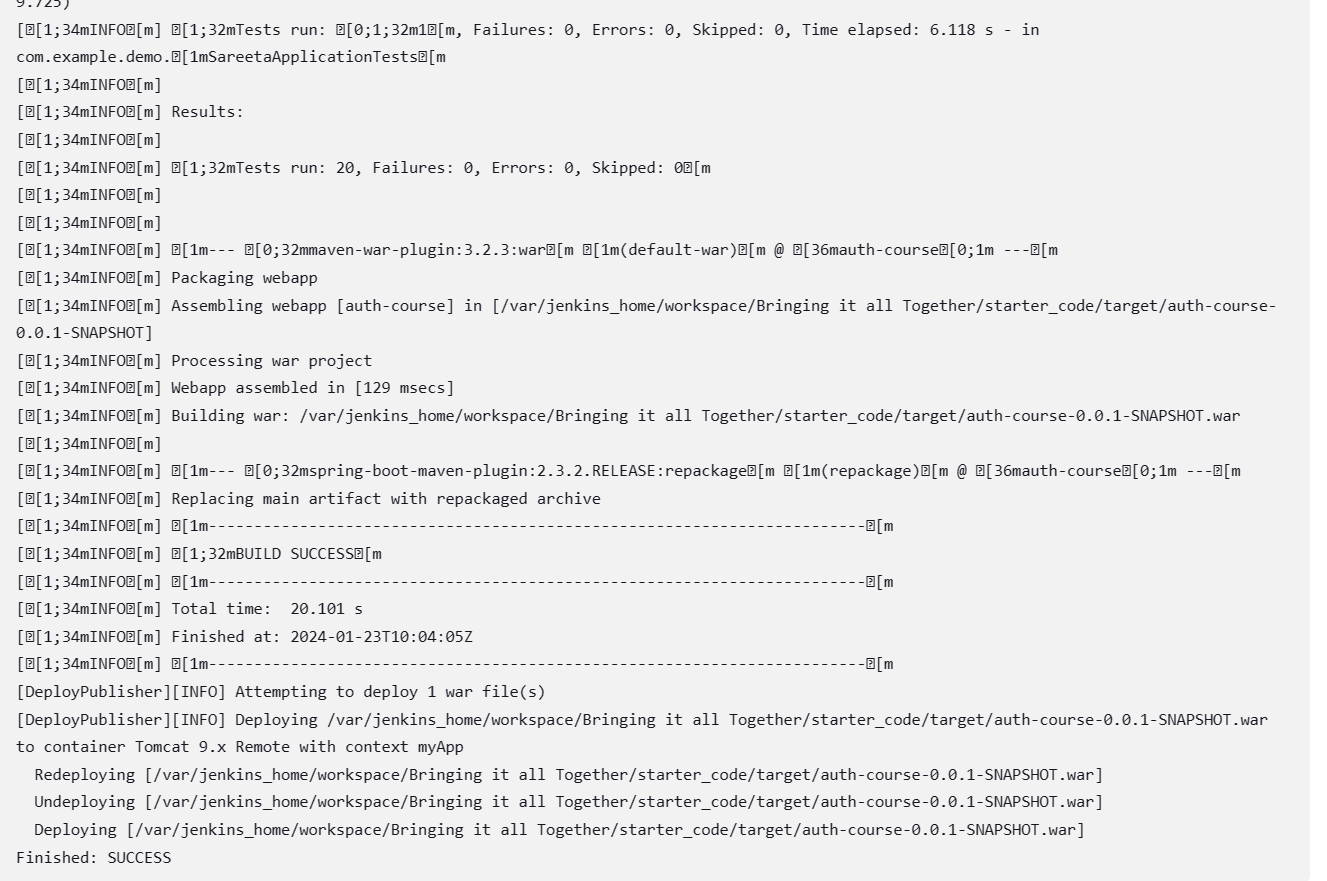 9.725)
[�[1;34mINFO�[m] �[1;32mTests run: �[0;1;32m1�[m, Failures: 0, Errors: 0, Skipped: 0, Time elapsed: 6.118 s - in
com.example.demo.�[1mSareetaApplicationTests�[m
[�[1;34mINFO�[m]
[�[1;34mINFO�[m] Results:
[�[1;34mINFO�[m]
[�[1;34mINFO�[m] �[1;32mTests run: 20, Failures: 0, Errors: 0, Skipped: 0�[m
[�[1;34mINFO�[m]
[�[1;34mINFO�[m]
[�[1;34mINFO�[m] �[1m--- �[0;32mmaven-war-plugin:3.2.3:war�[m �[1m(default-war)�[m @ �[36mauth-course�[0;1m ---�[m
[�[1;34mINFO�[m] Packaging webapp
[�[1;34mINFO�[m] Assembling webapp [auth-course] in [/var/jenkins_home/workspace/Bringing it all Together/starter_code/target/auth-course-
0.0.1-SNAPSHOT]
[�[1;34mINFO�[m] Processing war project
[�[1;34mINFO�[m] Webapp assembled in [129 msecs]
[�[1;34mINFO�[m] Building war: /var/jenkins_home/workspace/Bringing it all Together/starter_code/target/auth-course-0.0.1-SNAPSHOT.war
[�[1;34mINFO�[m]
[�[1;34mINFO�[m] �[1m--- �[0;32mspring-boot-maven-plugin:2.3.2.RELEASE:repackage�[m �[1m(repackage)�[m @ �[36mauth-course�[0;1m ---�[m
[�[1;34mINFO�[m] Replacing main artifact with repackaged archive
[�[1;34mINFO�[m] �[1m------------------------------------------------------------------------�[m
[�[1;34mINFO�[m] �[1;32mBUILD SUCCESS�[m
[�[1;34mINFO�[m] �[1m------------------------------------------------------------------------�[m
[�[1;34mINFO�[m] Total time:  20.101 s
[�[1;34mINFO�[m] Finished at: 2024-01-23T10:04:05Z
[�[1;34mINFO�[m] �[1m------------------------------------------------------------------------�[m
[DeployPublisher][INFO] Attempting to deploy 1 war file(s)
[DeployPublisher][INFO] Deploying /var/jenkins_home/workspace/Bringing it all Together/starter_code/target/auth-course-0.0.1-SNAPSHOT.war
to container Tomcat 9.x Remote with context myApp
  Redeploying [/var/jenkins_home/workspace/Bringing it all Together/starter_code/target/auth-course-0.0.1-SNAPSHOT.war]
  Undeploying [/var/jenkins_home/workspace/Bringing it all Together/starter_code/target/auth-course-0.0.1-SNAPSHOT.war]
  Deploying [/var/jenkins_home/workspace/Bringing it all Together/starter_code/target/auth-course-0.0.1-SNAPSHOT.war]
Finished: SUCCESS